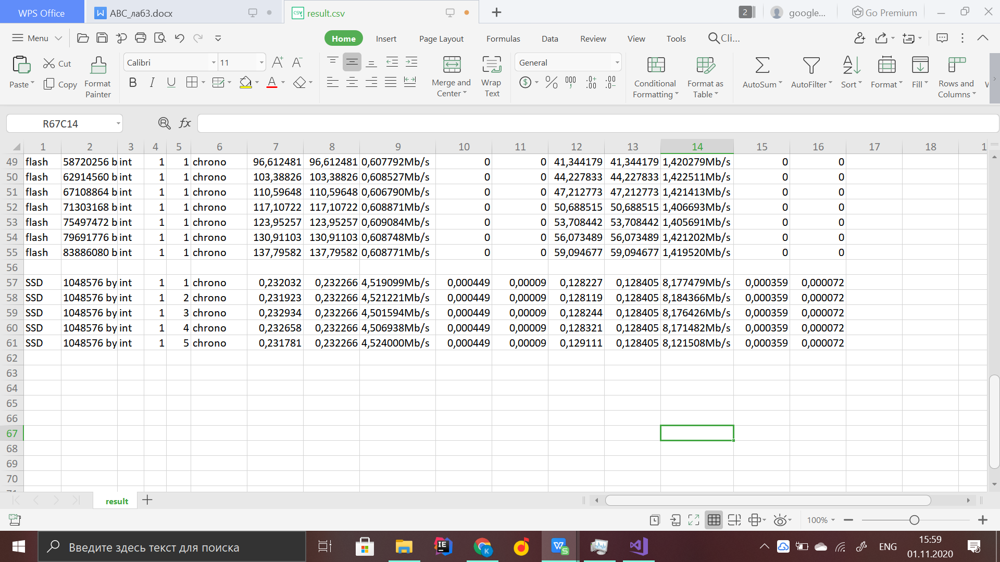 WPS Office АВС_ла63.docx result.csv 2 google... Go Premium
Menu Home Insert Page Layout Formulas Data Review View Tools Cli...
Paste Cut Copy Format Painter Calibri 11 Merge and Center Wrap Text General Conditional Formatting Format as Table AutoSum AutoFilter Sort Format Fill Rows and Columns
R67C14
1 2 3 4 5 6 7 8 9 10 11 12 13 14 15 16 17 18 1
49 flash 58720256 b int 1 1 chrono 96,612481 96,612481 0,607792Mb/s 0 0 41,344179 41,344179 1,420279Mb/s 0 0
50 flash 62914560 b int 1 1 chrono 103,38826 103,38826 0,608527Mb/s 0 0 44,227833 44,227833 1,422511Mb/s 0 0
51 flash 67108864 b int 1 1 chrono 110,59648 110,59648 0,606790Mb/s 0 0 47,212773 47,212773 1,421413Mb/s 0 0
52 flash 71303168 b int 1 1 chrono 117,10722 117,10722 0,608871Mb/s 0 0 50,688515 50,688515 1,406693Mb/s 0 0
53 flash 75497472 b int 1 1 chrono 123,95257 123,95257 0,609084Mb/s 0 0 53,708442 53,708442 1,405691Mb/s 0 0
54 flash 79691776 b int 1 1 chrono 130,91103 130,91103 0,608748Mb/s 0 0 56,073489 56,073489 1,421202Mb/s 0 0
55 flash 83886080 b int 1 1 chrono 137,79582 137,79582 0,608771Mb/s 0 0 59,094677 59,094677 1,419520Mb/s 0 0
56
57 SSD 1048576 by int 1 1 chrono 0,232032 0,232266 4,519099Mb/s 0,000449 0,00009 0,128227 0,128405 8,177479Mb/s 0,000359 0,000072
58 SSD 1048576 by int 1 2 chrono 0,231923 0,232266 4,521221Mb/s 0,000449 0,00009 0,128119 0,128405 8,184366Mb/s 0,000359 0,000072
59 SSD 1048576 by int 1 3 chrono 0,232934 0,232266 4,501594Mb/s 0,000449 0,00009 0,128244 0,128405 8,176426Mb/s 0,000359 0,000072
60 SSD 1048576 by int 1 4 chrono 0,232658 0,232266 4,506938Mb/s 0,000449 0,00009 0,128321 0,128405 8,171482Mb/s 0,000359 0,000072
61 SSD 1048576 by int 1 5 chrono 0,231781 0,232266 4,524000Mb/s 0,000449 0,00009 0,129111 0,128405 8,121508Mb/s 0,000359 0,000072
62
63
64
65
66
67
68
69
70
result
100%
Введите здесь текст для поиска ENG 15:59
01.11.2020